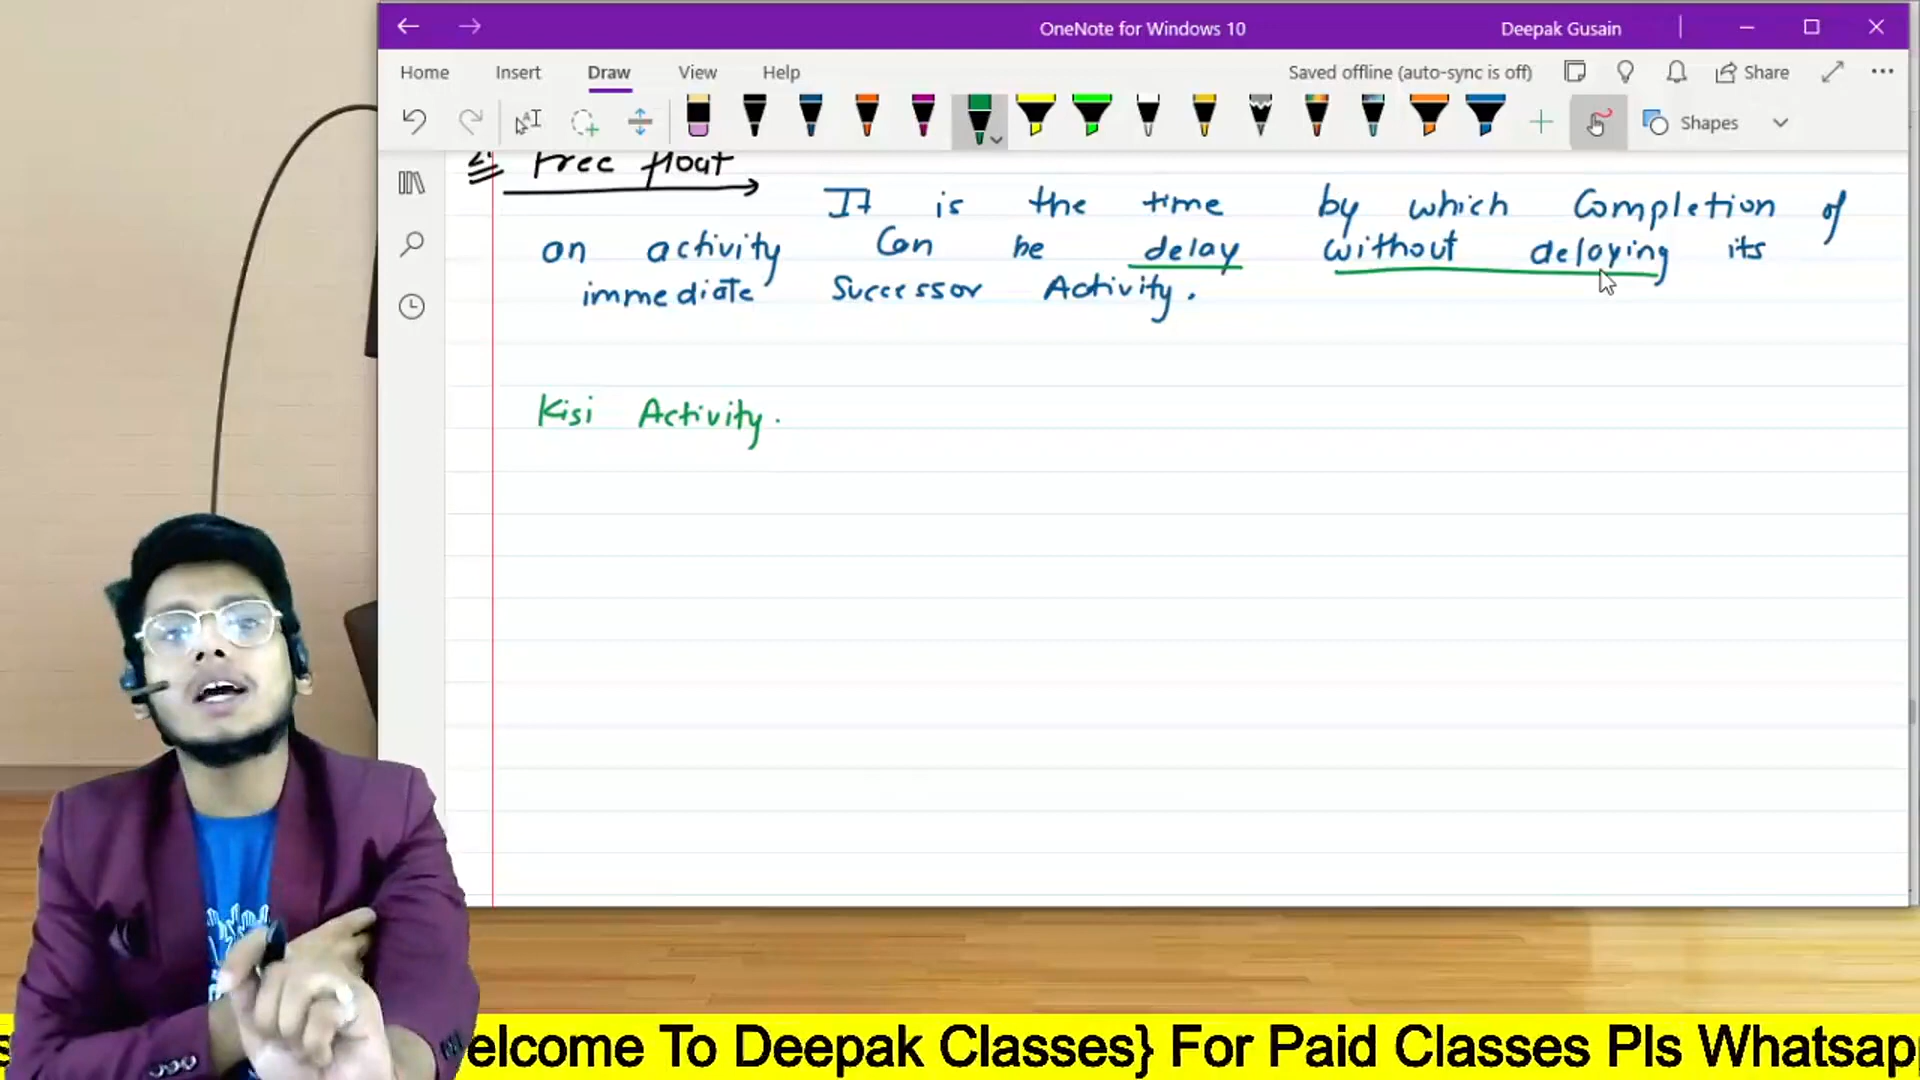 OneNote for Windows 10
Deepak Gusain
Home Insert Draw View Help
Saved offline (auto-sync is off)
Share
Shapes
2. Free float
It is the time by which Completion of
an activity Can be delay without delaying its
immediate Successor Activity.
Kisi Activity.
elcome To Deepak Classes} For Paid Classes Pls Whatsap